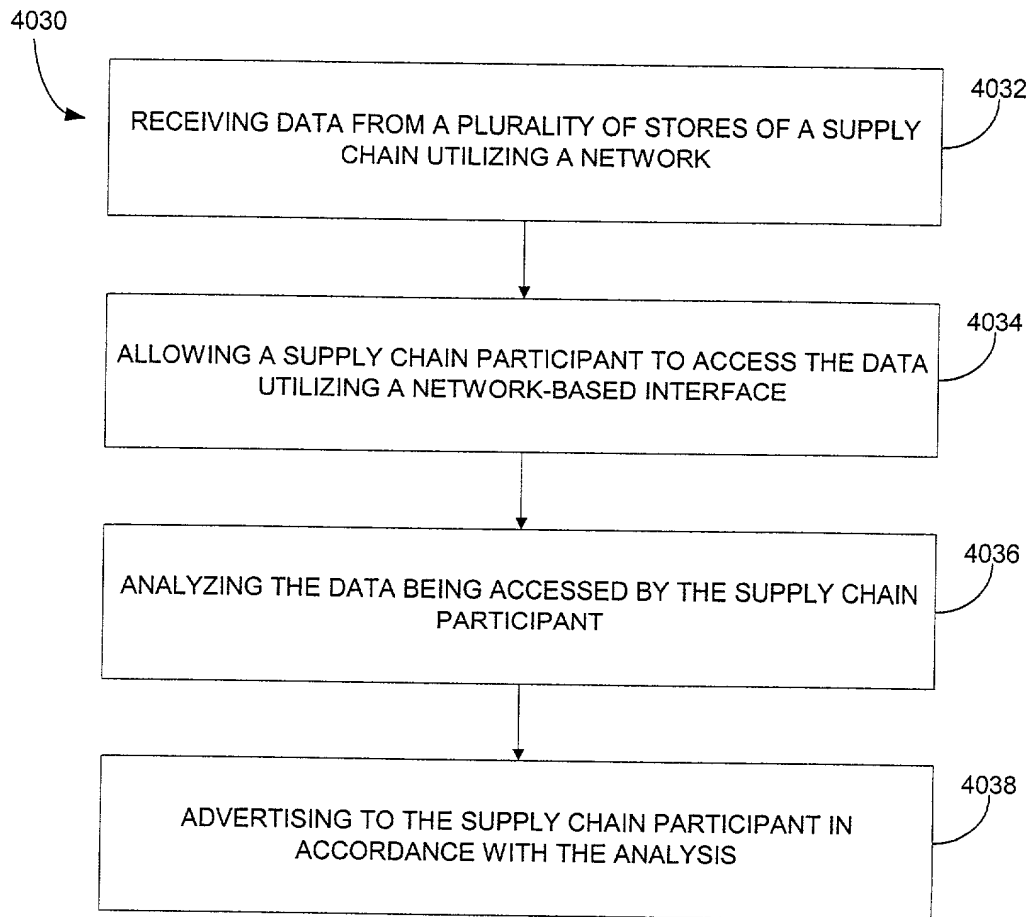 4030
4032
RECEIVING DATA FROM A PLURALITY OF STORES OF A SUPPLY
CHAIN UTILIZING A NETWORK
4034
ALLOWING A SUPPLY CHAIN PARTICIPANT TO ACCESS THE DATA
UTILIZING A NETWORK-BASED INTERFACE
4036
ANALYZING THE DATA BEING ACCESSED BY THE SUPPLY CHAIN
PARTICIPANT
4038
ADVERTISING TO THE SUPPLY CHAIN PARTICIPANT IN
ACCORDANCE WITH THE ANALYSIS